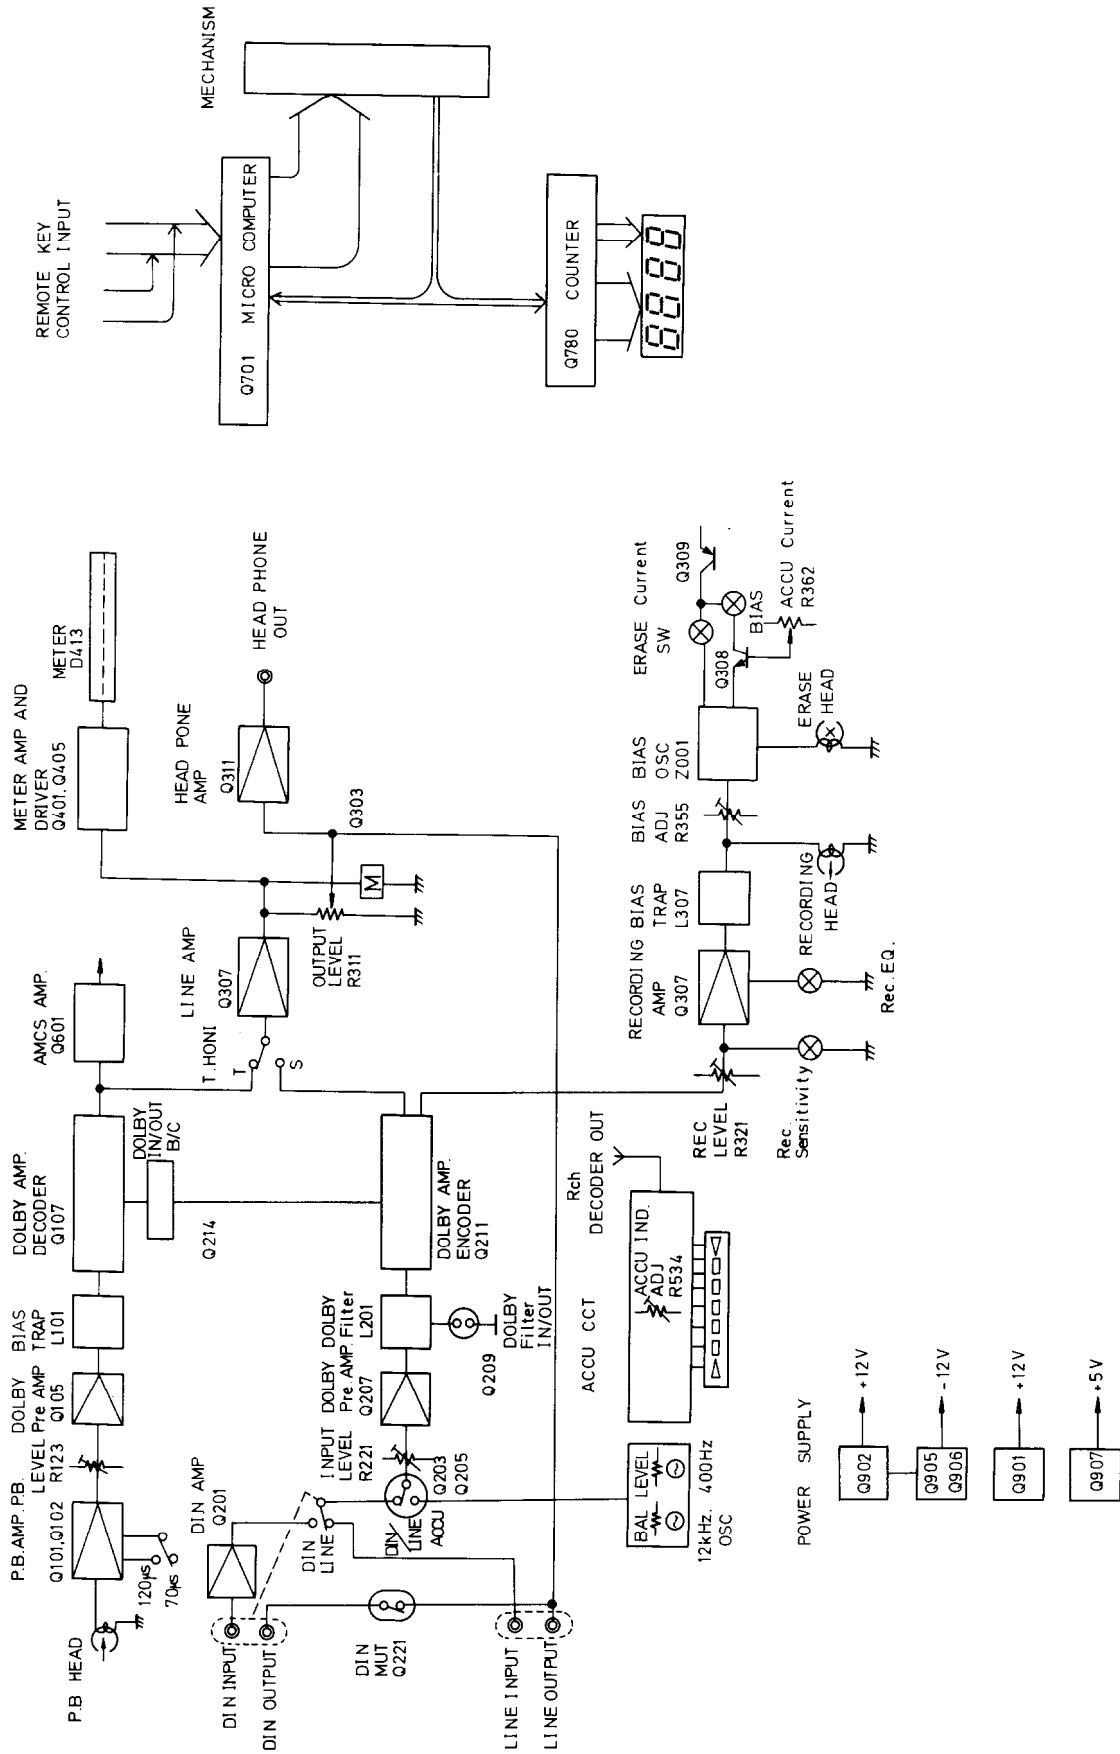 P.B HEAD
P.B.AMP.
Q101,Q102
120µs
70µs
P.B.
LEVEL
R123
DOLBY
Pre AMP
Q105
BIAS
TRAP
L101
DOLBY AMP.
DECODER
Q107
DOLBY
IN/OUT
B/C
Q214
AMCS AMP.
Q601
METER AMP AND
DRIVER
Q401,Q405
METER
D413
T.HONI
T
S
LINE AMP
Q307
OUTPUT
LEVEL
R311
M
Q303
HEAD PONE
AMP
Q311
HEAD PHONE
OUT
DIN INPUT
DIN OUTPUT
DIN AMP
Q201
DIN
LINE
DIN/
LINE
ACCU
Q203
Q205
DIN
MUT
Q221
LINE INPUT
LINE OUTPUT
INPUT
LEVEL
R221
DOLBY
Pre.AMP.
Q207
DOLBY
Filter
L201
Q209
DOLBY
Filter
IN/OUT
DOLBY AMP.
ENCODER
Q211
REC
LEVEL
R321
Rec.
Sensitivity
RECORDING
AMP
Q307
Rec.EQ.
BIAS
TRAP
L307
RECORDING
HEAD
BIAS
ADJ
R355
BIAS
OSC
Z001
ERASE
HEAD
ERASE Current
SW
Q309
Q308
BIAS
ACCU Current
R362
BAL LEVEL
12kHz. 400Hz
OSC
ACCU CCT
ACCU IND.
ADJ
R534
Rch
DECODER OUT
POWER SUPPLY
Q902
+12V
Q905
Q906
-12V
Q901
+12V
Q907
+5V
REMOTE KEY
CONTROL INPUT
Q701 MICRO COMPUTER
MECHANISM
Q780 COUNTER
8888